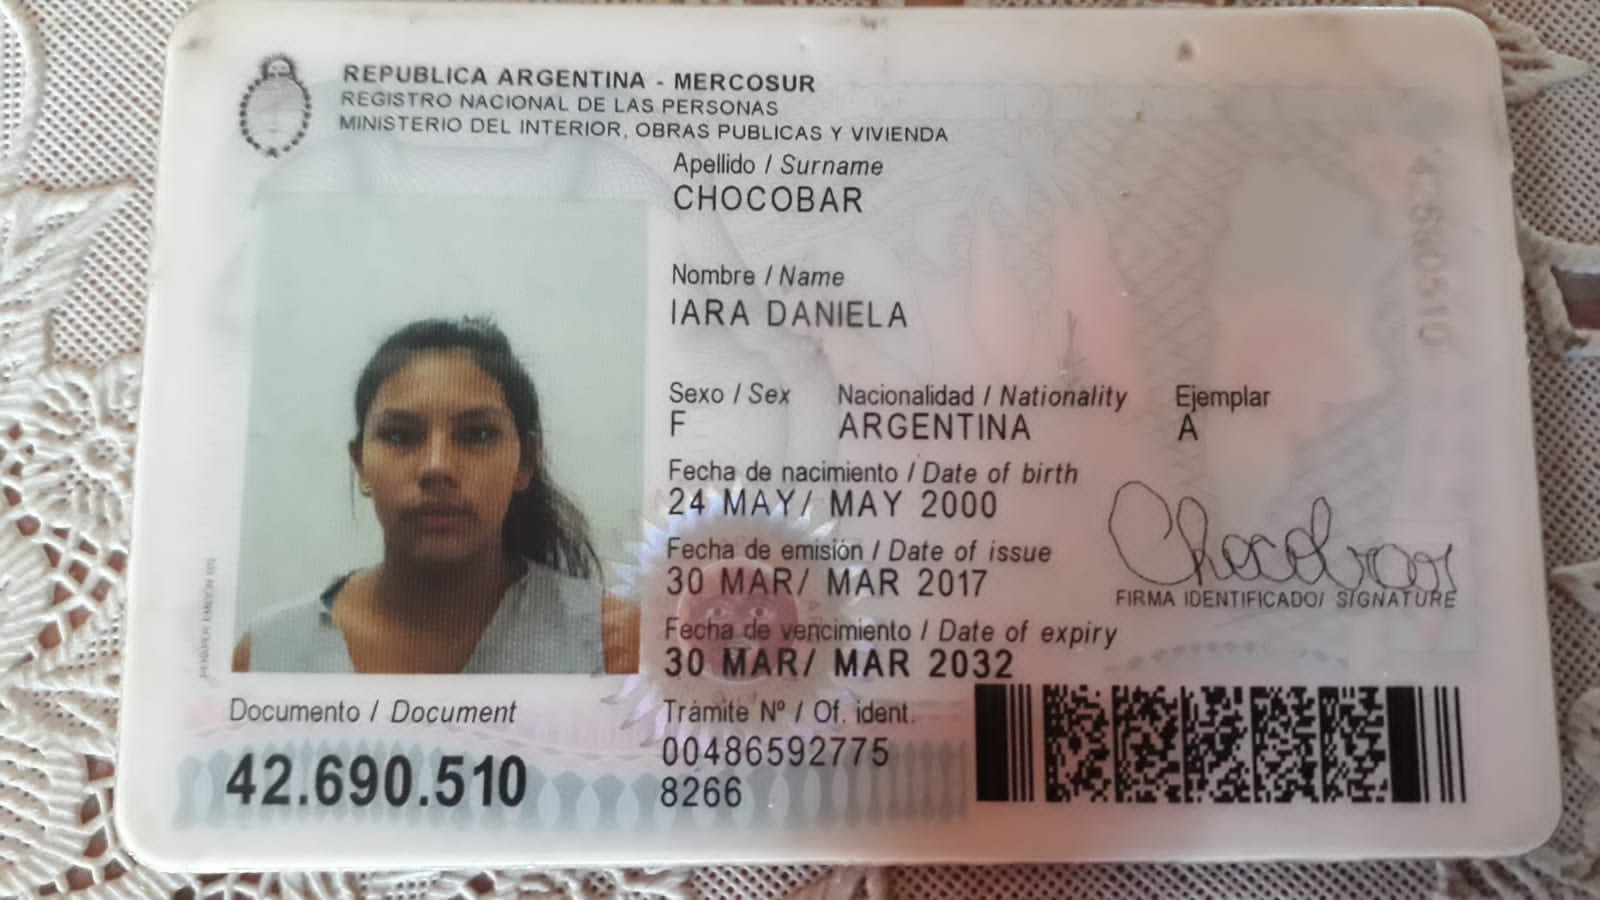 REPUBLICA ARGENTINA - MERCOSUR
REGISTRO NACIONAL DE LAS PERSONAS
MINISTERIO DEL INTERIOR, OBRAS PUBLICAS Y VIVIENDA
Apellido / Surname
CHOCOBAR
Nombre / Name
IARA DANIELA
Sexo / Sex Nacionalidad / Nationality Ejemplar
F ARGENTINA A
Fecha de nacimiento / Date of birth
24 MAY/ MAY 2000
Fecha de emisión / Date of issue
30 MAR/ MAR 2017
Chocobar
FIRMA IDENTIFICADO/ SIGNATURE
Fecha de vencimiento / Date of expiry
30 MAR/ MAR 2032
Documento / Document
42.690.510
Trámite Nº / Of. ident.
00486592775
8266